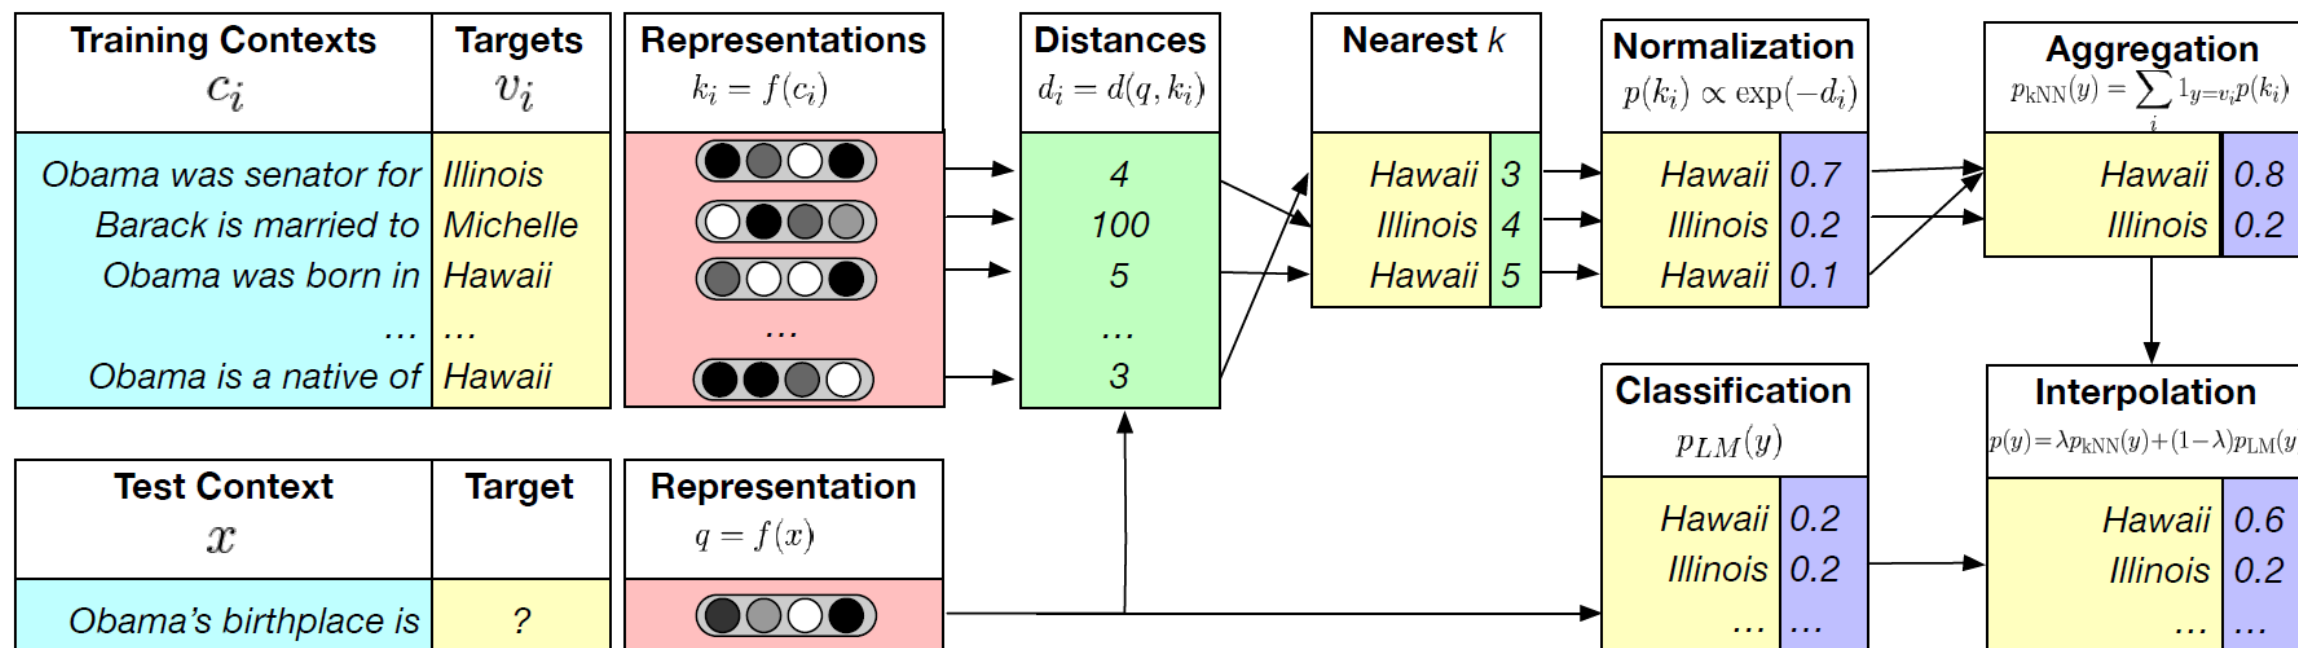 Training Contexts
c_i
Targets
v_i
Obama was senator for Illinois
Barack is married to Michelle
Obama was born in Hawaii
... ...
Obama is a native of Hawaii
Representations
k_i = f(c_i)
...
Distances
d_i = d(q, k_i)
4
100
5
...
3
Nearest k
Hawaii 3
Illinois 4
Hawaii 5
Normalization
p(k_i) ∝ exp(−d_i)
Hawaii 0.7
Illinois 0.2
Hawaii 0.1
Aggregation
p_kNN(y) = ∑_i 1_{y=v_i} p(k_i)
Hawaii 0.8
Illinois 0.2
Test Context
x
Target
Obama's birthplace is ?
Representation
q = f(x)
Classification
p_LM(y)
Hawaii 0.2
Illinois 0.2
... ...
Interpolation
p(y) = λp_kNN(y) + (1−λ)p_LM(y
Hawaii 0.6
Illinois 0.2
... ...